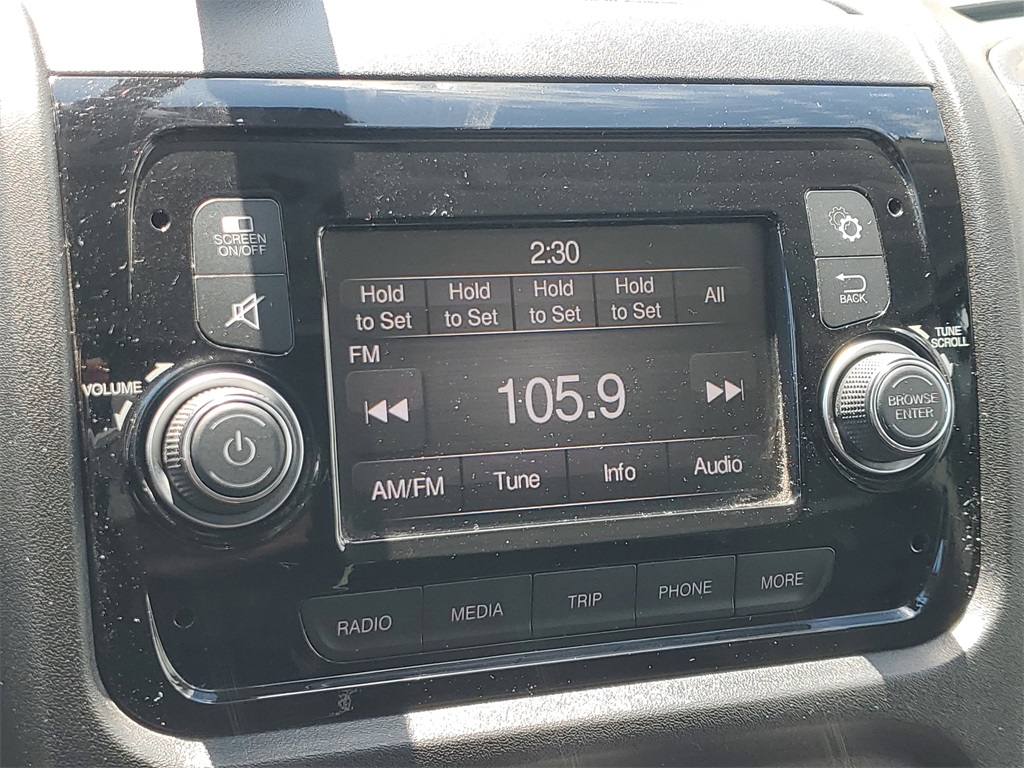 SCREEN
ON/OFF
2:30
BACK
Hold to Set
Hold to Set
Hold to Set
Hold to Set
All
VOLUME
TUNE
SCROLL
FM
105.9
BROWSE
ENTER
AM/FM
Tune
Info
Audio
RADIO
MEDIA
TRIP
PHONE
MORE